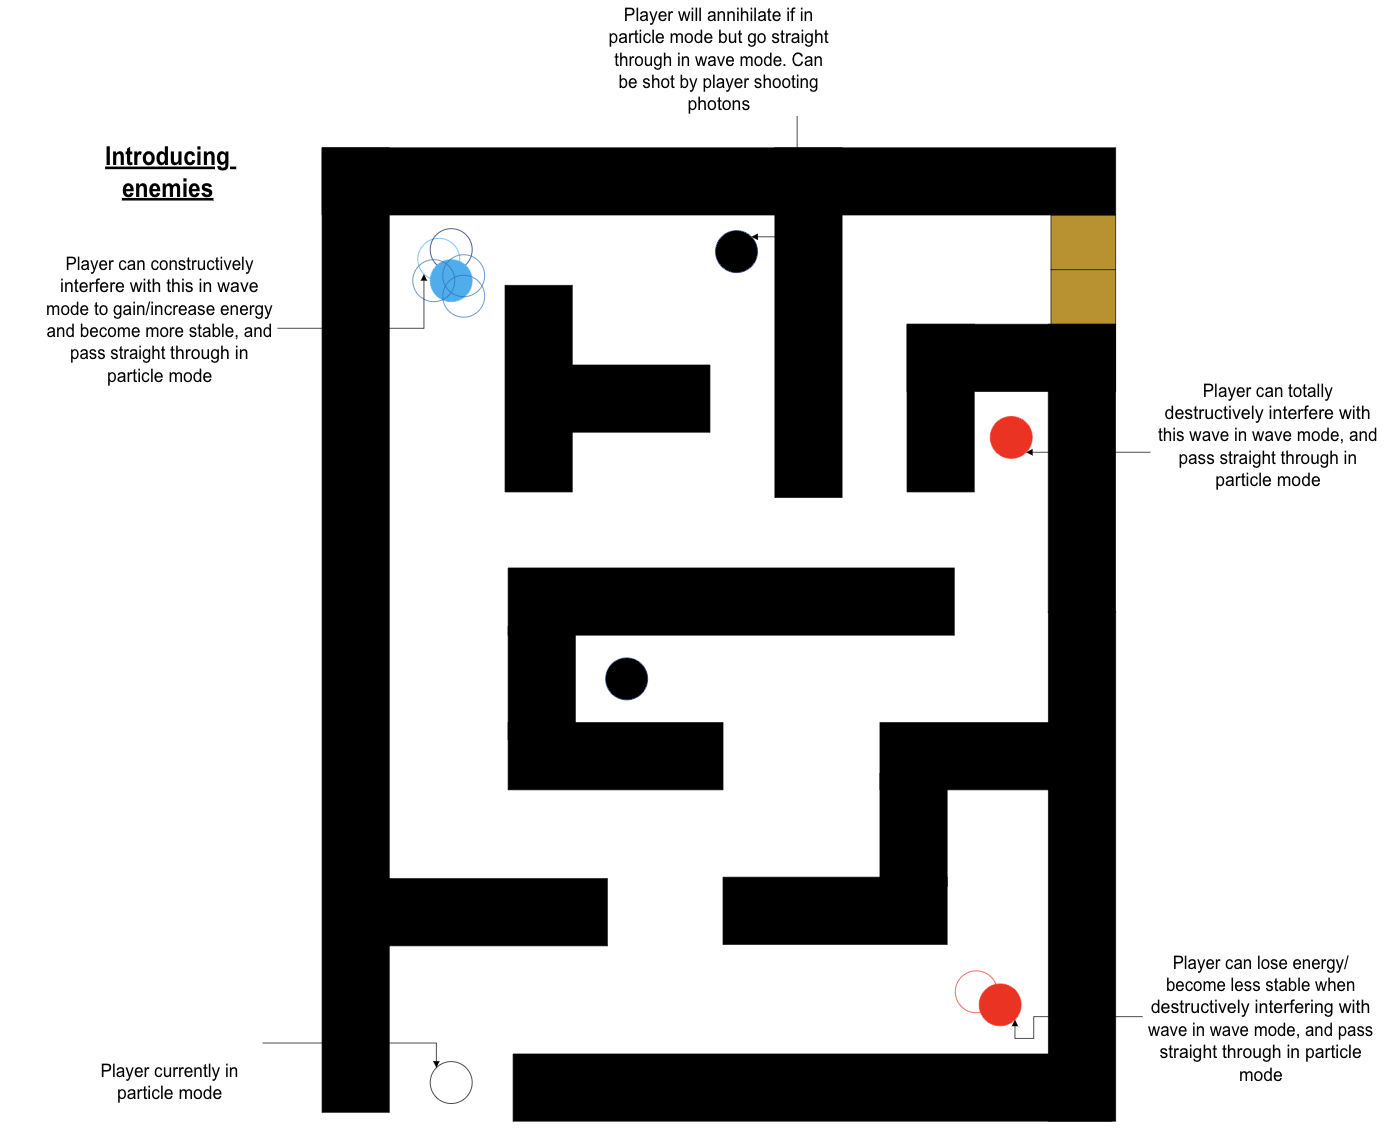 Player will annihilate if in
particle mode but go straight
through in wave mode. Can
be shot by player shooting
photons
Introducing
enemies
Player can constructively
interfere with this in wave
mode to gain/increase energy
and become more stable, and
pass straight through in
particle mode
Player can totally
destructively interfere with
this wave in wave mode, and
pass straight through in
particle mode
Player can lose energy/
become less stable when
destructively interfering with
wave in wave mode, and pass
straight through in particle
mode
Player currently in
particle mode